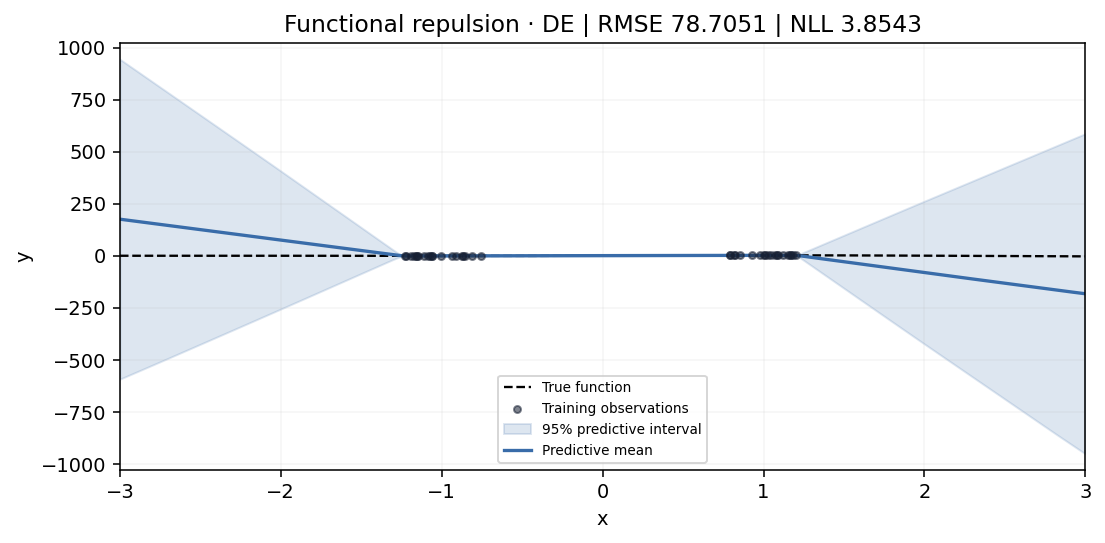 Functional repulsion · DE | RMSE 78.7051 | NLL 3.8543
1000
750
500
250
0
−250
−500
−750
−1000
y
True function
Training observations
95% predictive interval
Predictive mean
−3
−2
−1
0
1
2
3
x